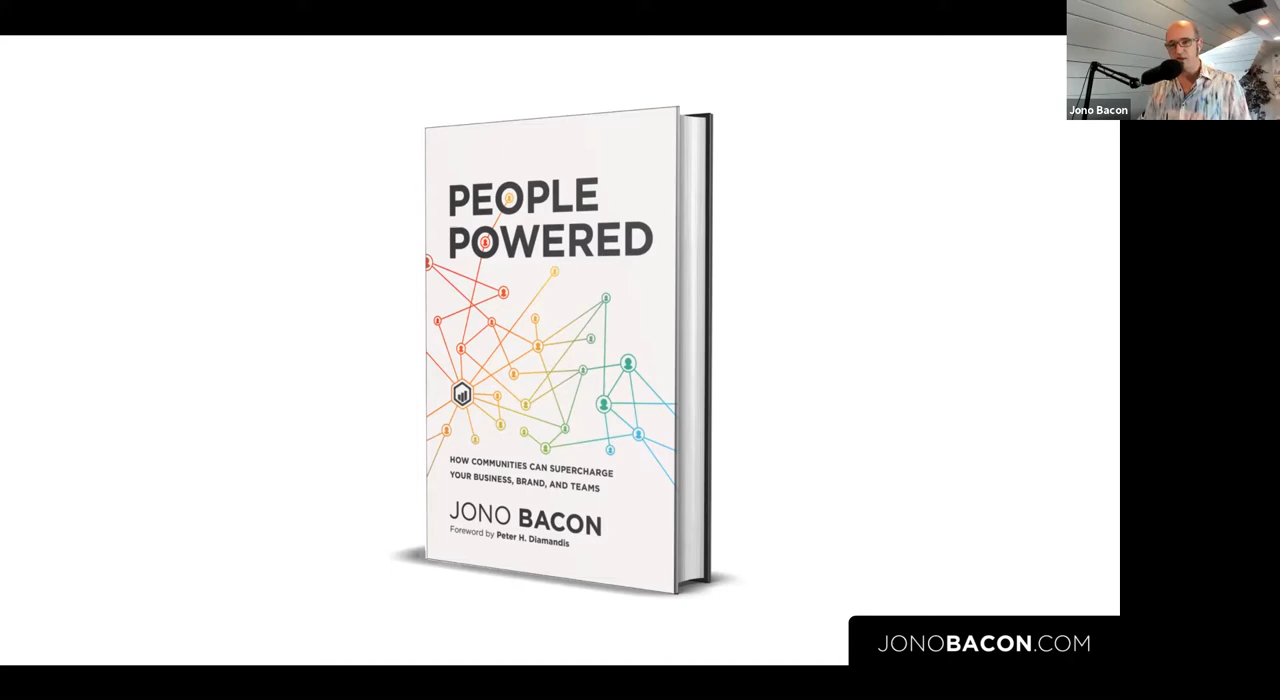 Jono Bacon
PEOPLE
POWERED
HOW COMMUNITIES CAN SUPERCHARGE
YOUR BUSINESS, BRAND, AND TEAMS
JONO BACON
Foreword by Peter H. Diamandis
JONOBACON.COM